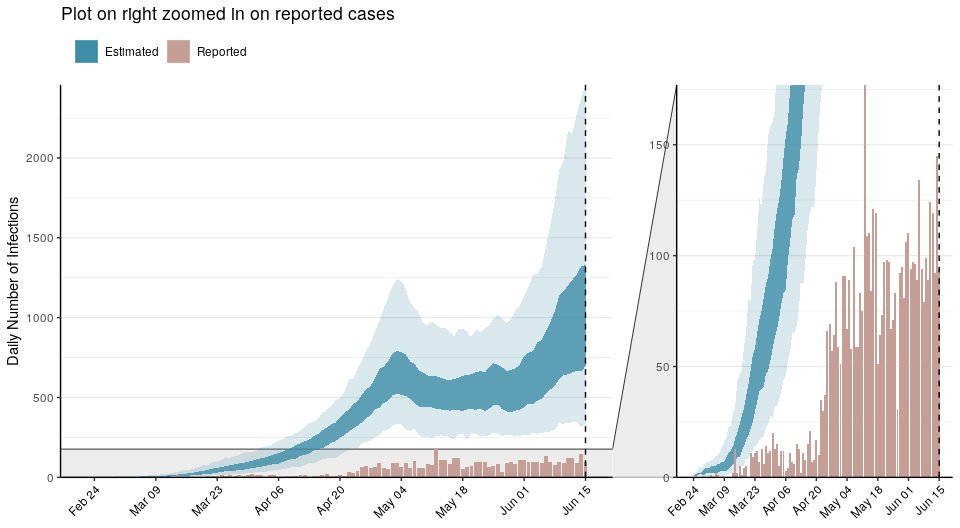 Plot on right zoomed in on reported cases
Estimated
Reported
Daily Number of Infections
2000
1500
1000
500
0
Feb 24
Mar 09
Mar 23
Apr 06
Apr 20
May 04
May 18
Jun 01
Jun 15
150
100
50
0
Feb 24
Mar 09
Mar 23
Apr 06
Apr 20
May 04
May 18
Jun 01
Jun 15